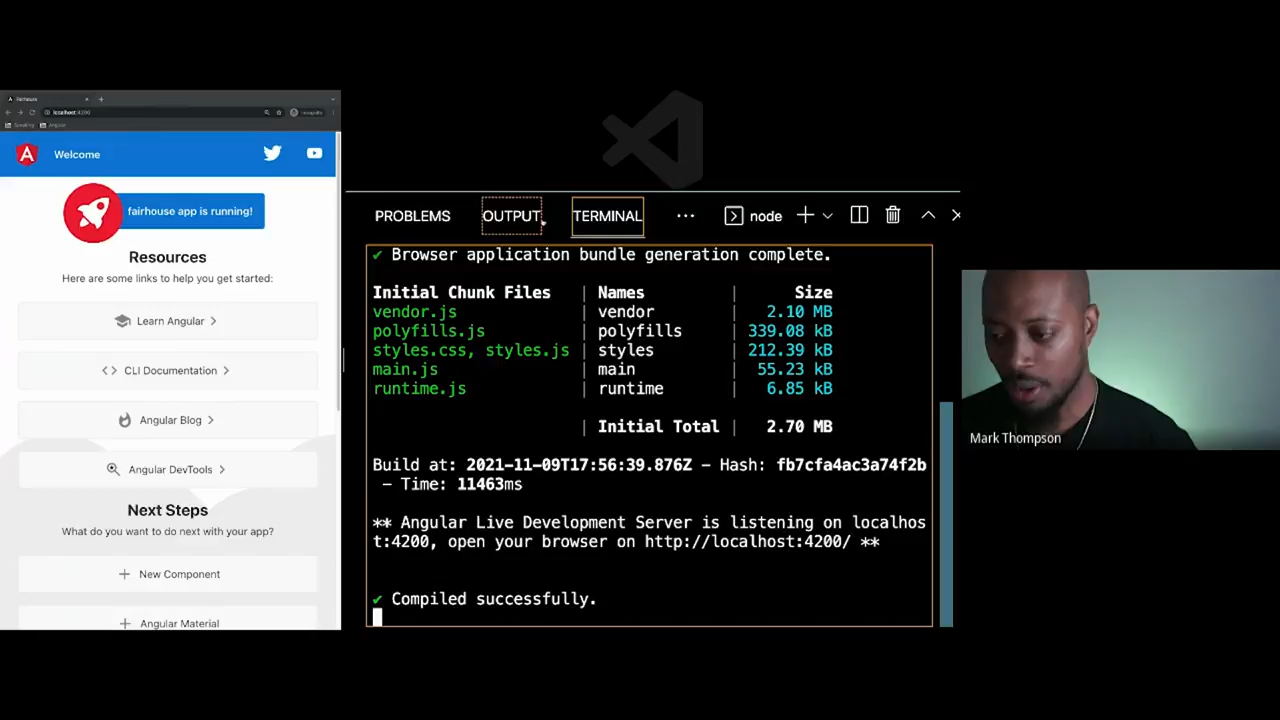 Fairhouse
localhost:4200
Speaking
Angular
Welcome
fairhouse app is running!
Resources
Here are some links to help you get started:
Learn Angular
CLI Documentation
Angular Blog
Angular DevTools
Next Steps
What do you want to do next with your app?
New Component
Angular Material
PROBLEMS OUTPUT TERMINAL ... node
✔ Browser application bundle generation complete.
Initial Chunk Files | Names | Size
vendor.js | vendor | 2.10 MB
polyfills.js | polyfills | 339.08 kB
styles.css, styles.js | styles | 212.39 kB
main.js | main | 55.23 kB
runtime.js | runtime | 6.85 kB
| Initial Total | 2.70 MB
Build at: 2021-11-09T17:56:39.876Z - Hash: fb7cfa4ac3a74f2b
- Time: 11463ms
** Angular Live Development Server is listening on localhos
t:4200, open your browser on http://localhost:4200/ **
✔ Compiled successfully.
Mark Thompson